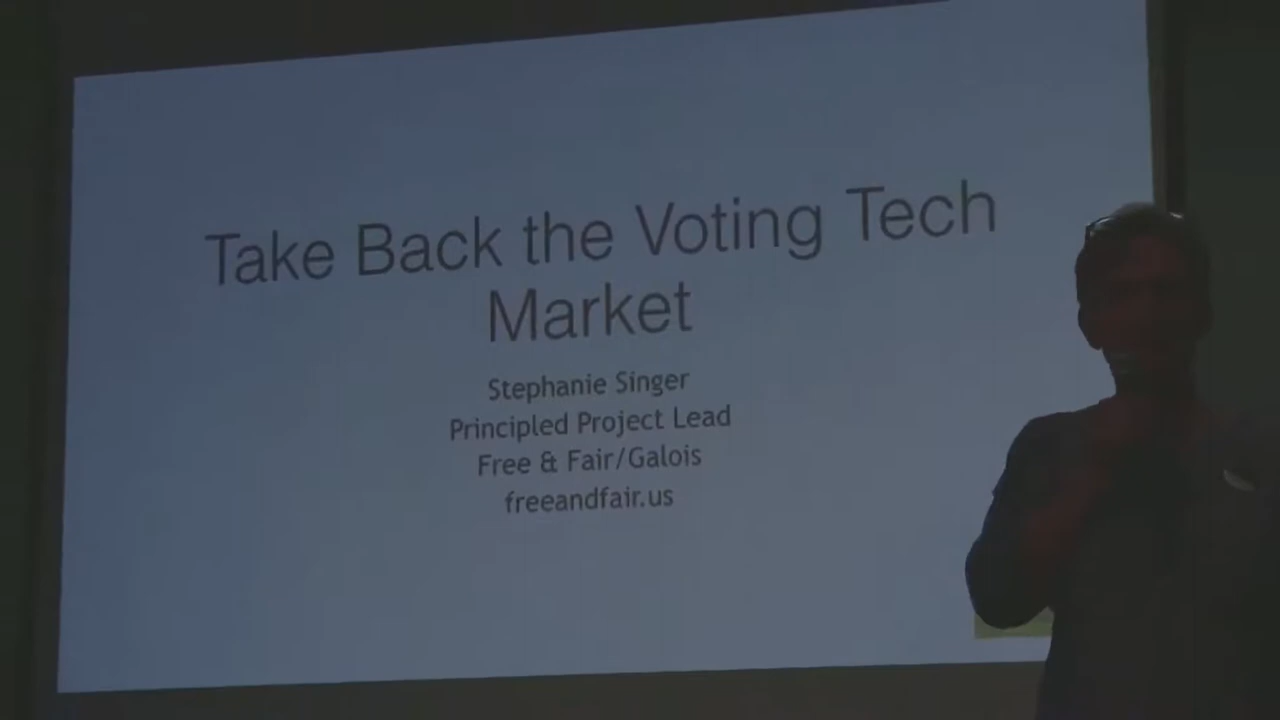 Take Back the Voting Tech
Market
Stephanie Singer
Principled Project Lead
Free & Fair/Galois
freeandfair.us